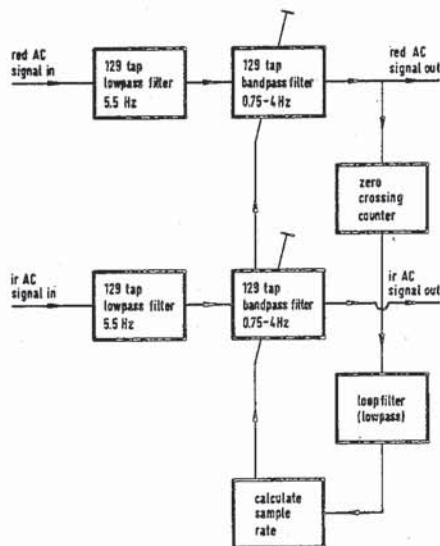 red AC
signal in
129 tap
lowpass filter
5.5 Hz
129 tap
bandpass filter
0.75-4 Hz
red AC
signal out
zero
crossing
counter
ir AC
signal in
129 tap
lowpass filter
5.5 Hz
129 tap
bandpass filter
0.75-4Hz
ir AC
signal out
loop filter
(lowpass)
calculate
sample
rate